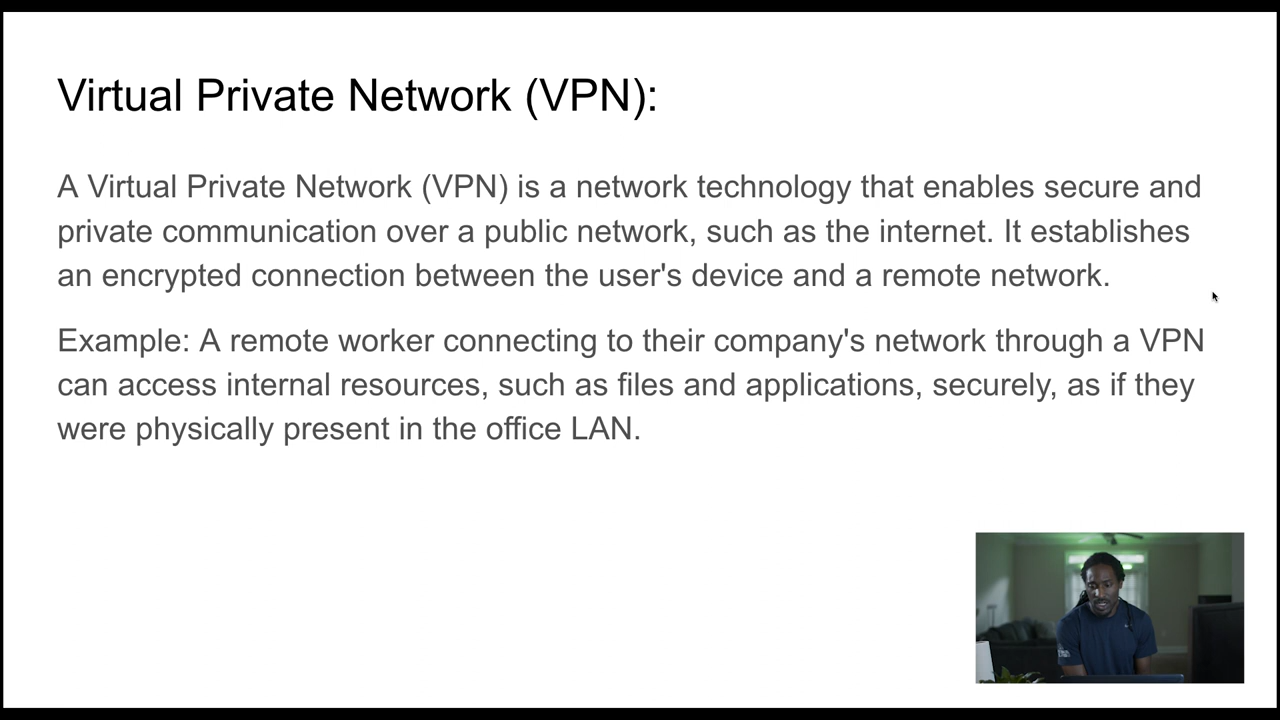 Virtual Private Network (VPN):
A Virtual Private Network (VPN) is a network technology that enables secure and
private communication over a public network, such as the internet. It establishes
an encrypted connection between the user's device and a remote network.
Example: A remote worker connecting to their company's network through a VPN
can access internal resources, such as files and applications, securely, as if they
were physically present in the office LAN.